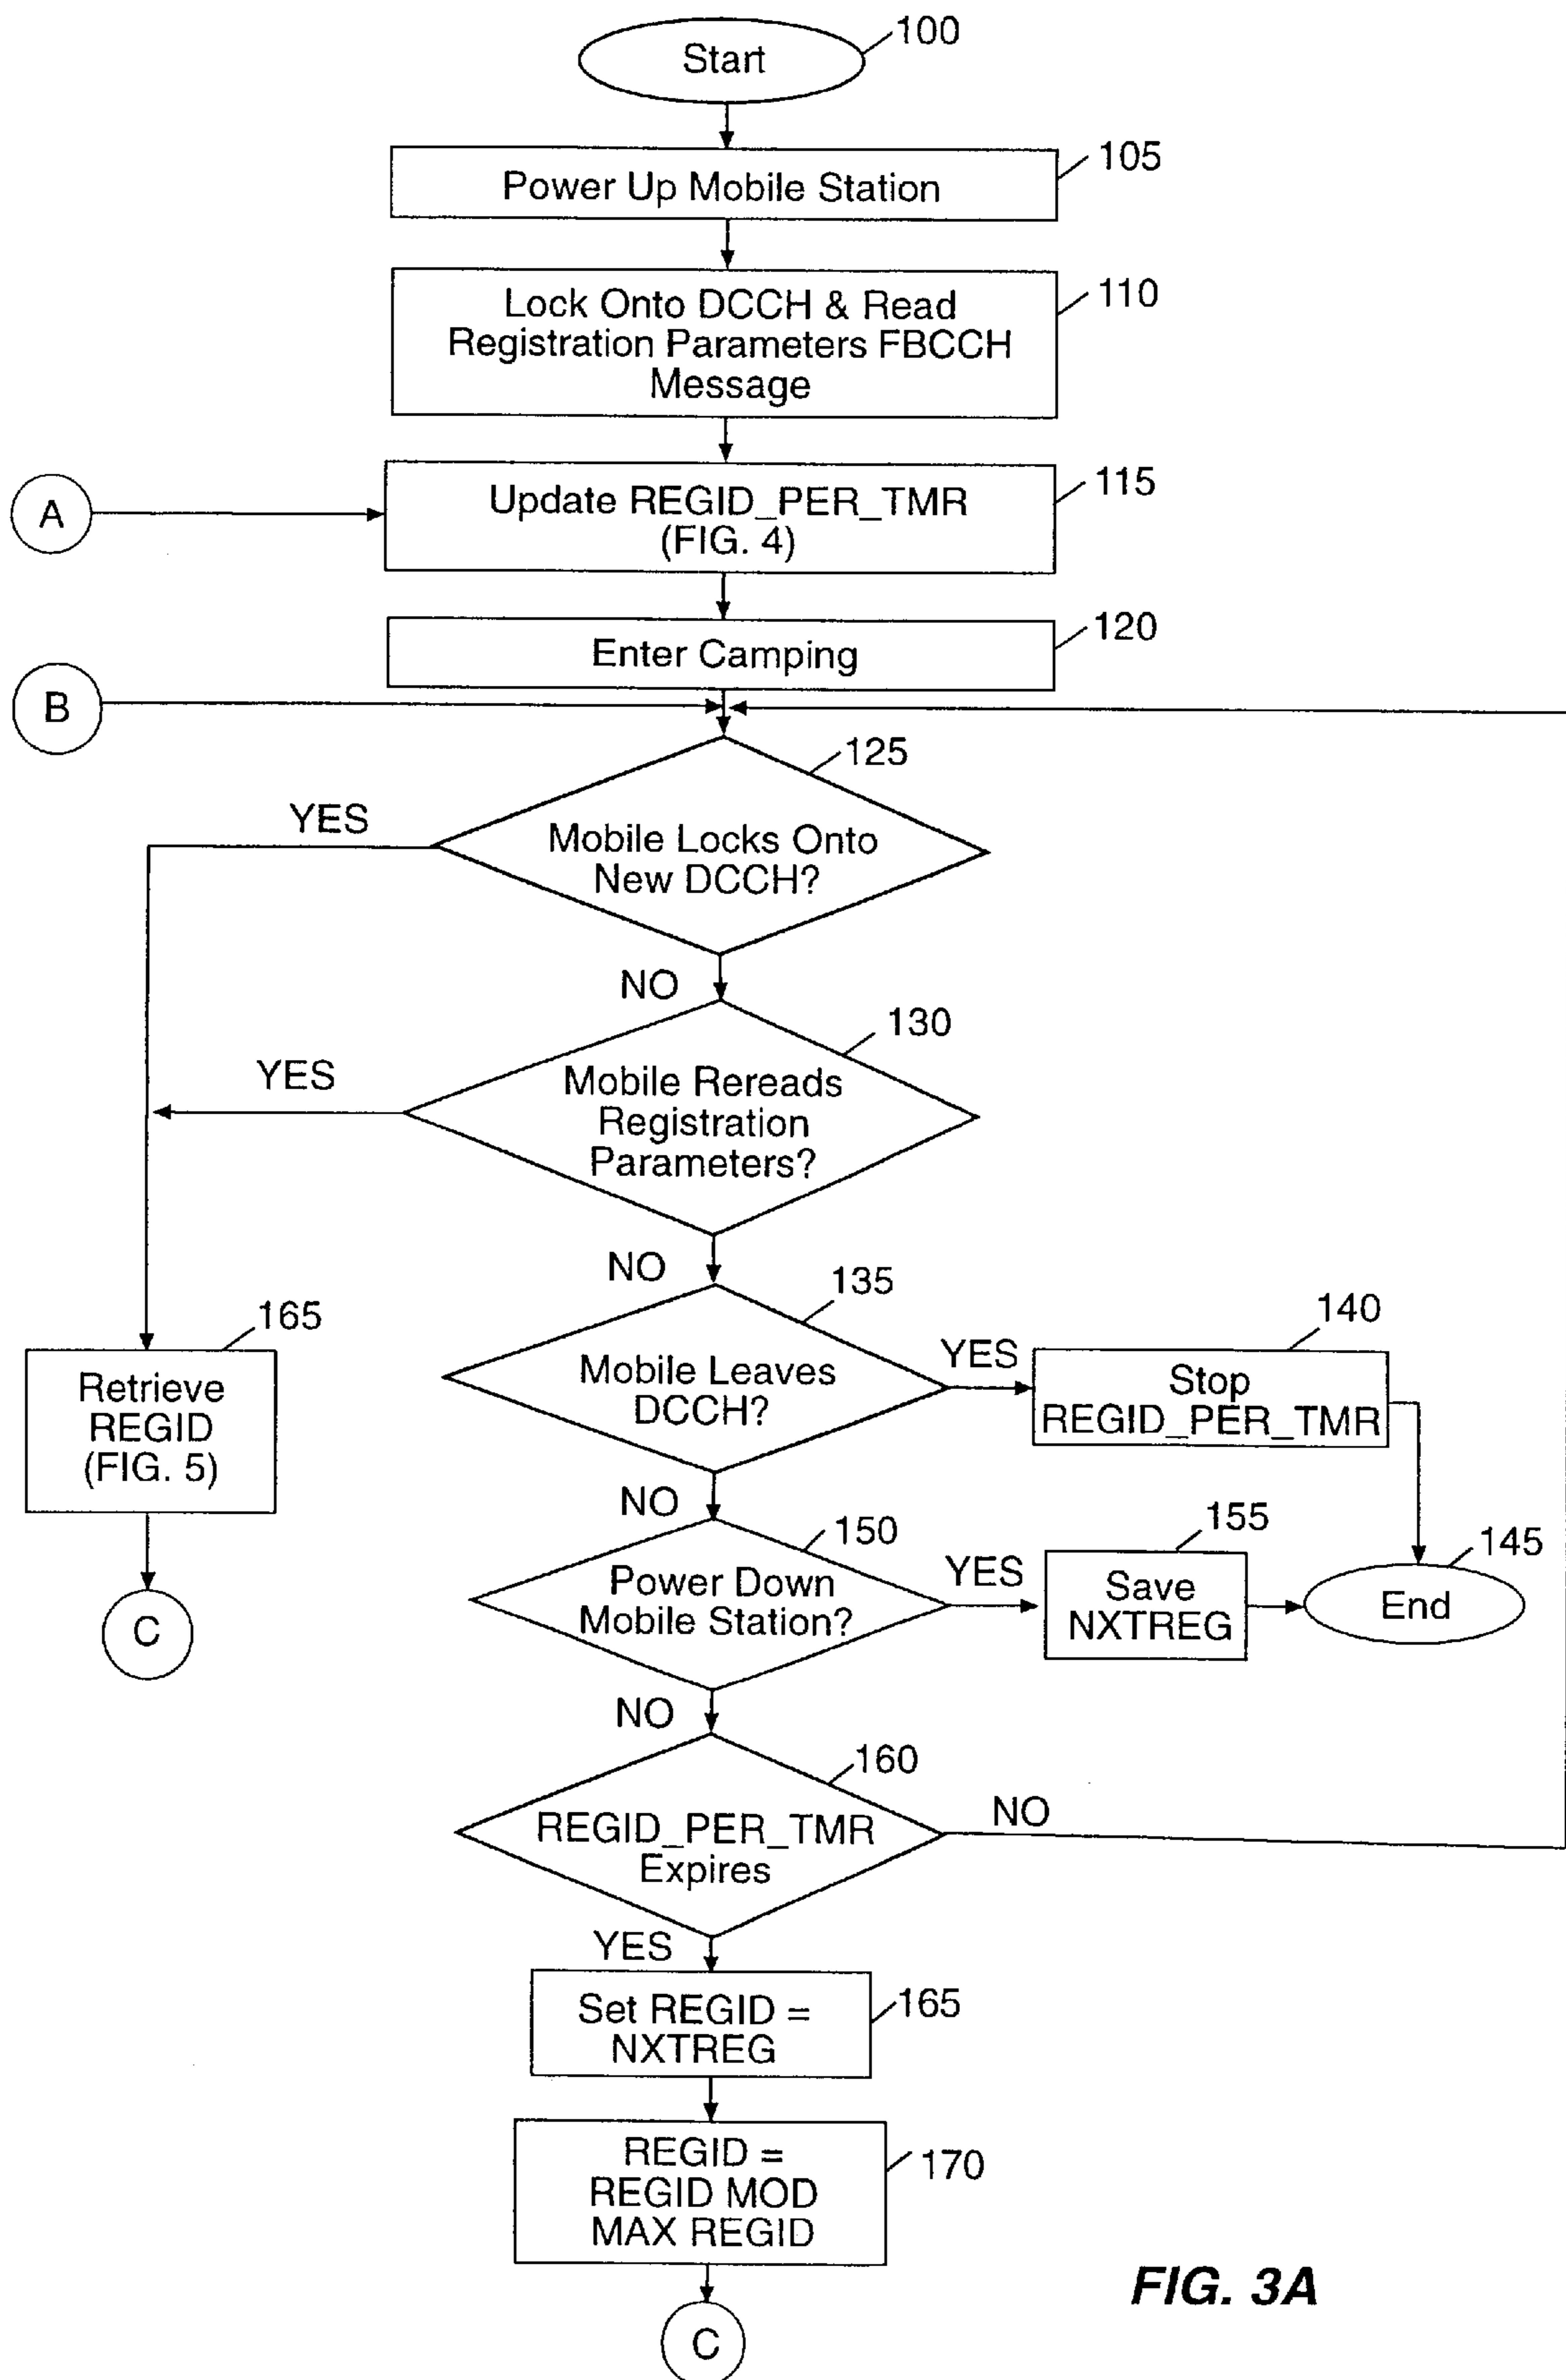 Start
100
Power Up Mobile Station
105
Lock Onto DCCH & Read
Registration Parameters FBCCH
Message
110
A
Update REGID_PER_TMR
(FIG. 4)
115
Enter Camping
120
B
125
YES
Mobile Locks Onto
New DCCH?
NO
130
YES
Mobile Rereads
Registration
Parameters?
NO
135
165
Retrieve
REGID
(FIG. 5)
C
Mobile Leaves
DCCH?
YES
140
Stop
REGID_PER_TMR
NO
150
Power Down
Mobile Station?
YES
155
Save
NXTREG
145
End
NO
160
REGID_PER_TMR
Expires
NO
YES
Set REGID =
NXTREG
165
REGID =
REGID MOD
MAX REGID
170
C
FIG. 3A